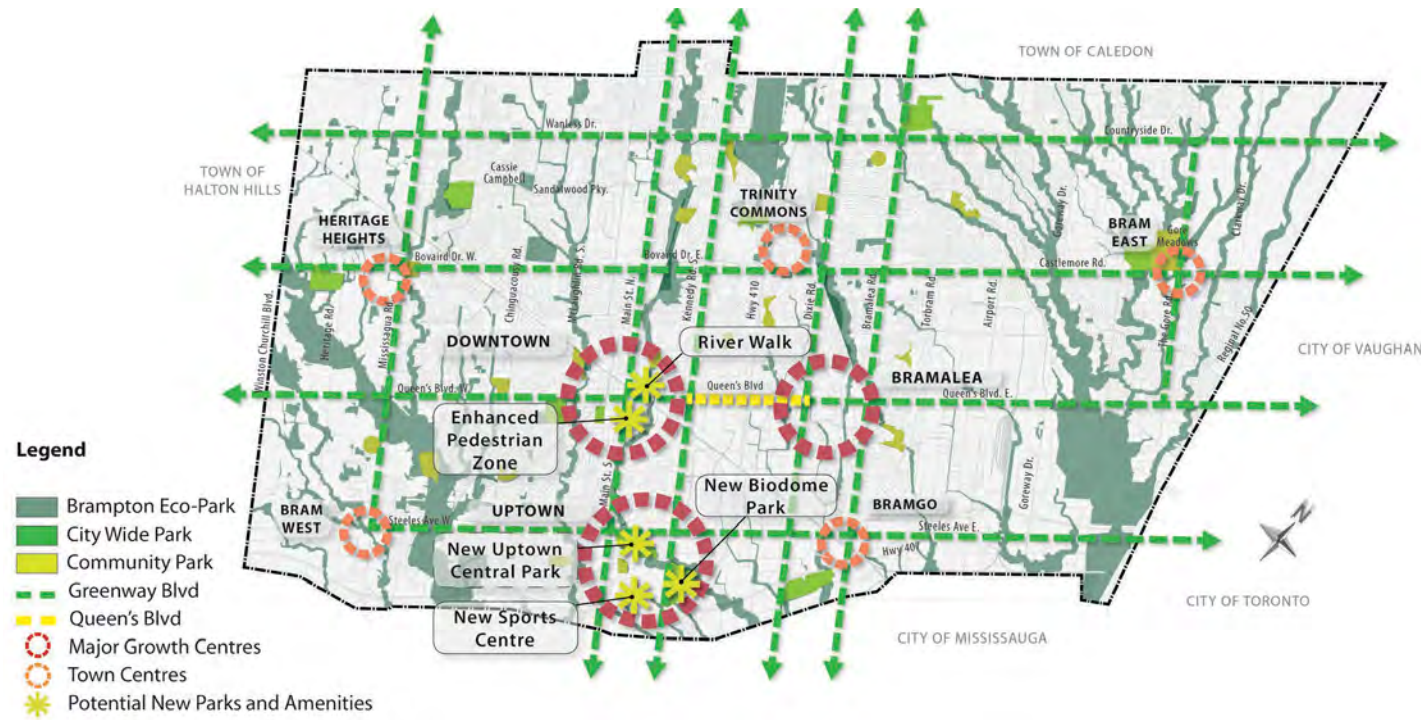 TOWN OF CALEDON
Wanless Dr.
Countryside Dr.
TOWN OF
HALTON HILLS
Cassie
Campbell
Sandalwood Pky.
TRINITY
COMMONS
HERITAGE
HEIGHTS
BRAM
EAST
Gore
Meadows
Goreway Dr.
Clarkway Dr.
Bovaird Dr. W.
Bovaird Dr. E.
Castlemore Rd.
Winston Churchill Blvd.
Heritage Rd.
Mississauga Rd.
Chinguacousy Rd.
McLaughlin Rd. S.
Main St. N.
Kennedy Rd. S.
Hwy 410
Dixie Rd.
Bramalea Rd.
Torbram Rd.
Airport Rd.
The Gore Rd.
Regional No.50
CITY OF VAUGHAN
DOWNTOWN
River Walk
BRAMALEA
Queen's Blvd. W.
Queen's Blvd
Queen's Blvd. E.
Enhanced
Pedestrian
Zone
Legend
Brampton Eco-Park
City Wide Park
Community Park
Greenway Blvd
Queen's Blvd
Major Growth Centres
Town Centres
Potential New Parks and Amenities
Main St. S.
New Biodome
Park
Goreway Dr.
BRAM
WEST
Steeles Ave W.
UPTOWN
BRAMGO
Steeles Ave E.
Hwy 407
New Uptown
Central Park
New Sports
Centre
N
CITY OF TORONTO
CITY OF MISSISSAUGA